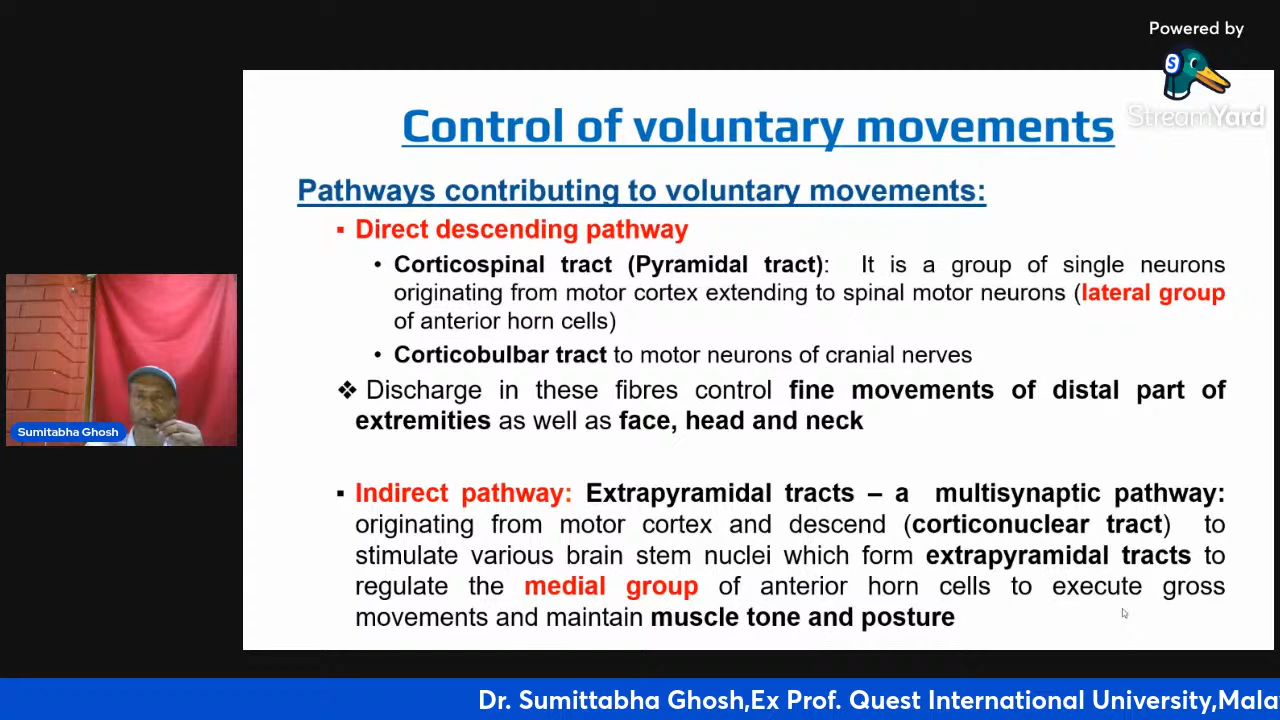 Powered by
S
StreamYard
Control of voluntary movements
Pathways contributing to voluntary movements:
▪ Direct descending pathway
• Corticospinal tract (Pyramidal tract): It is a group of single neurons
originating from motor cortex extending to spinal motor neurons (lateral group
of anterior horn cells)
• Corticobulbar tract to motor neurons of cranial nerves
❖ Discharge in these fibres control fine movements of distal part of
extremities as well as face, head and neck
▪ Indirect pathway: Extrapyramidal tracts – a multisynaptic pathway:
originating from motor cortex and descend (corticonuclear tract) to
stimulate various brain stem nuclei which form extrapyramidal tracts to
regulate the medial group of anterior horn cells to execute gross
movements and maintain muscle tone and posture
Sumitabha Ghosh
Dr. Sumittabha Ghosh,Ex Prof. Quest International University,Mala